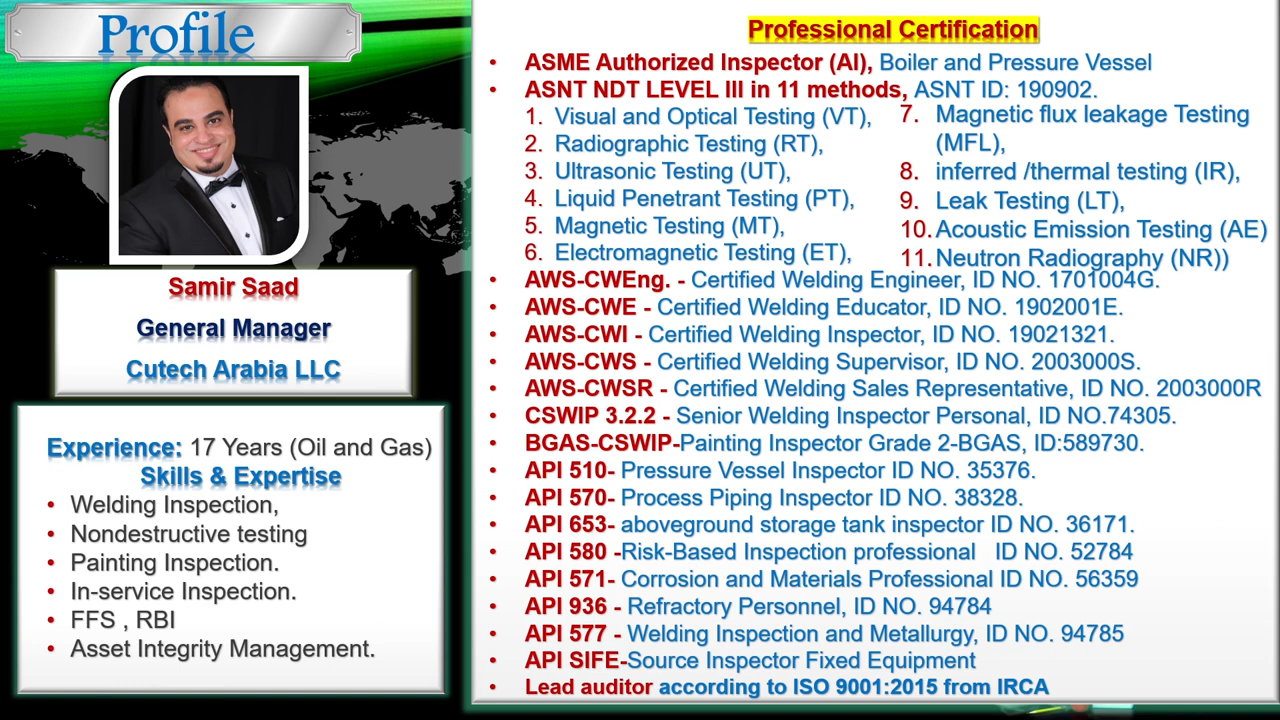 Profile
Samir Saad
General Manager
Cutech Arabia LLC
Experience: 17 Years (Oil and Gas)
Skills & Expertise
• Welding Inspection,
• Nondestructive testing
• Painting Inspection.
• In-service Inspection.
• FFS , RBI
• Asset Integrity Management.
Professional Certification
• ASME Authorized Inspector (AI), Boiler and Pressure Vessel
• ASNT NDT LEVEL III in 11 methods, ASNT ID: 190902.
1. Visual and Optical Testing (VT),
2. Radiographic Testing (RT),
3. Ultrasonic Testing (UT),
4. Liquid Penetrant Testing (PT),
5. Magnetic Testing (MT),
6. Electromagnetic Testing (ET),
7. Magnetic flux leakage Testing
(MFL),
8. inferred /thermal testing (IR),
9. Leak Testing (LT),
10. Acoustic Emission Testing (AE)
11. Neutron Radiography (NR))
• AWS-CWEng. - Certified Welding Engineer, ID NO. 1701004G.
• AWS-CWE - Certified Welding Educator, ID NO. 1902001E.
• AWS-CWI - Certified Welding Inspector, ID NO. 19021321.
• AWS-CWS - Certified Welding Supervisor, ID NO. 2003000S.
• AWS-CWSR - Certified Welding Sales Representative, ID NO. 2003000R
• CSWIP 3.2.2 - Senior Welding Inspector Personal, ID NO.74305.
• BGAS-CSWIP-Painting Inspector Grade 2-BGAS, ID:589730.
• API 510- Pressure Vessel Inspector ID NO. 35376.
• API 570- Process Piping Inspector ID NO. 38328.
• API 653- aboveground storage tank inspector ID NO. 36171.
• API 580 -Risk-Based Inspection professional ID NO. 52784
• API 571- Corrosion and Materials Professional ID NO. 56359
• API 936 - Refractory Personnel, ID NO. 94784
• API 577 - Welding Inspection and Metallurgy, ID NO. 94785
• API SIFE-Source Inspector Fixed Equipment
• Lead auditor according to ISO 9001:2015 from IRCA